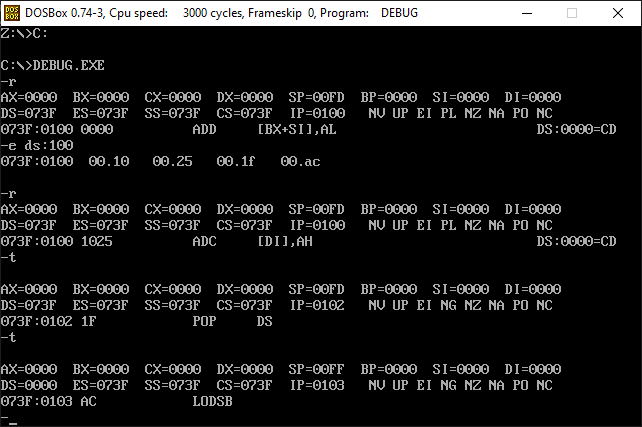 DOS
BOX
DOSBox 0.74-3, Cpu speed:    3000 cycles, Frameskip  0, Program:    DEBUG
Z:\>C:
C:\>DEBUG.EXE
-r
AX=0000  BX=0000  CX=0000  DX=0000  SP=00FD  BP=0000  SI=0000  DI=0000
DS=073F  ES=073F  SS=073F  CS=073F  IP=0100   NV UP EI PL NZ NA PO NC
073F:0100 0000          ADD     [BX+SI],AL                         DS:0000=CD
-e ds:100
073F:0100  00.10   00.25   00.1f   00.ac
-r
AX=0000  BX=0000  CX=0000  DX=0000  SP=00FD  BP=0000  SI=0000  DI=0000
DS=073F  ES=073F  SS=073F  CS=073F  IP=0100   NV UP EI PL NZ NA PO NC
073F:0100 1025          ADC     [DI],AH                            DS:0000=CD
-t
AX=0000  BX=0000  CX=0000  DX=0000  SP=00FD  BP=0000  SI=0000  DI=0000
DS=073F  ES=073F  SS=073F  CS=073F  IP=0102   NV UP EI NG NZ NA PO NC
073F:0102 1F            POP     DS
-t
AX=0000  BX=0000  CX=0000  DX=0000  SP=00FF  BP=0000  SI=0000  DI=0000
DS=0000  ES=073F  SS=073F  CS=073F  IP=0103   NV UP EI NG NZ NA PO NC
073F:0103 AC            LODSB
-_